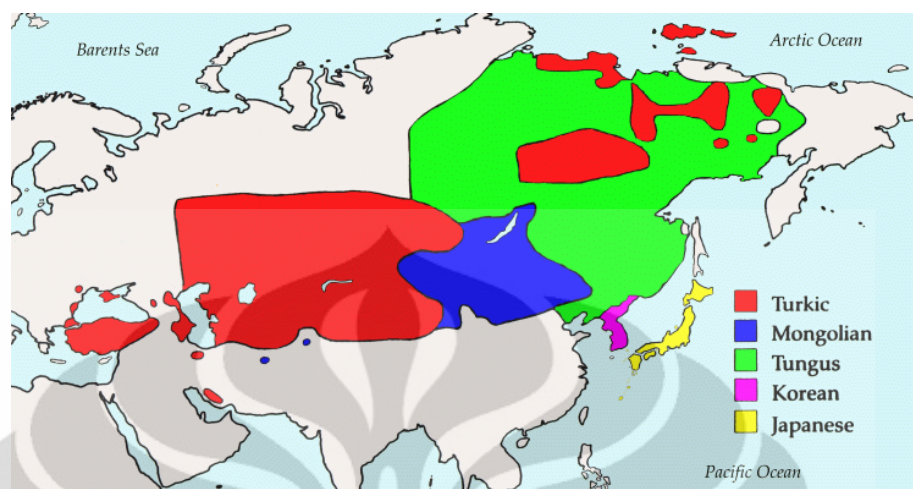 Barents Sea
Arctic Ocean
Turkic
Mongolian
Tungus
Korean
Japanese
Pacific Ocean